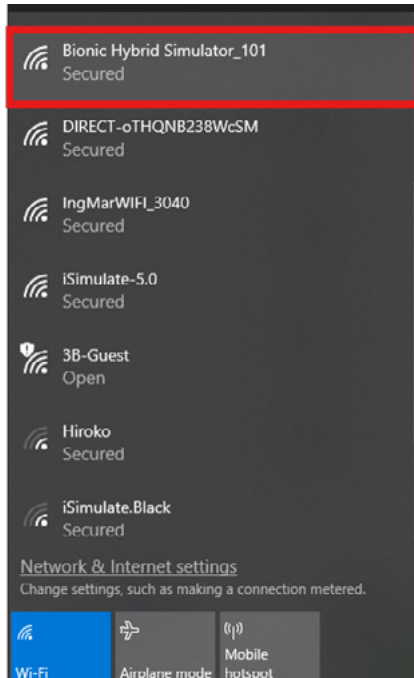 Bionic Hybrid Simulator_101
Secured
DIRECT-oTHQNB238WcSM
Secured
IngMarWIFI_3040
Secured
iSimulate-5.0
Secured
3B-Guest
Open
Hiroko
Secured
iSimulate.Black
Secured
Network & Internet settings
Change settings, such as making a connection metered.
Wi-Fi
Airplane mode
Mobile
hotspot